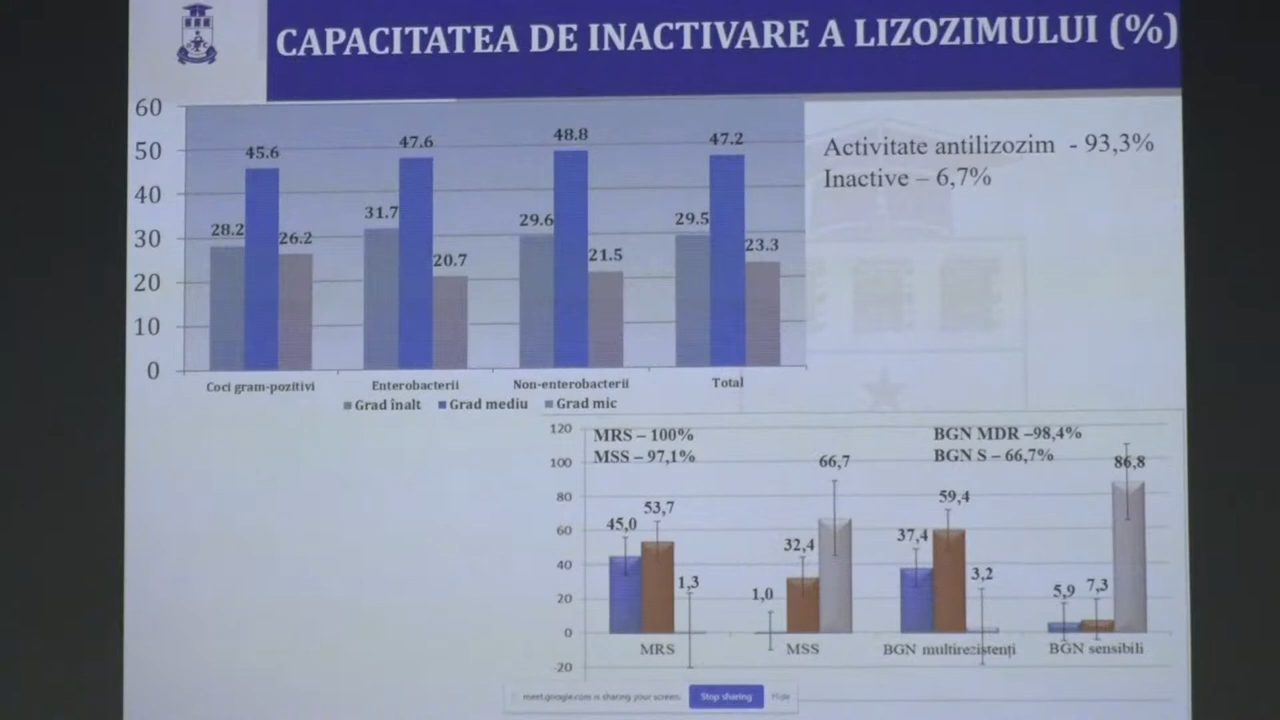 CAPACITATEA DE INACTIVARE A LIZOZIMULUI (%)
60
50
40
30
20
10
0
28.2
45.6
26.2
31.7
47.6
20.7
29.6
48.8
21.5
29.5
47.2
23.3
Coci gram-pozitivi
Enterobacterii
Non-enterobacterii
Total
Grad înalt
Grad mediu
Grad mic
Activitate antilizozim - 93,3%
Inactive – 6,7%
120
100
80
60
40
20
0
-20
MRS – 100%
MSS – 97,1%
BGN MDR –98,4%
BGN S – 66,7%
45,0
53,7
1,3
1,0
32,4
66,7
37,4
59,4
3,2
5,9
7,3
86,8
MRS
MSS
BGN multirezistenți
BGN sensibili
meet.google.com is sharing your screen.
Stop sharing
Hide